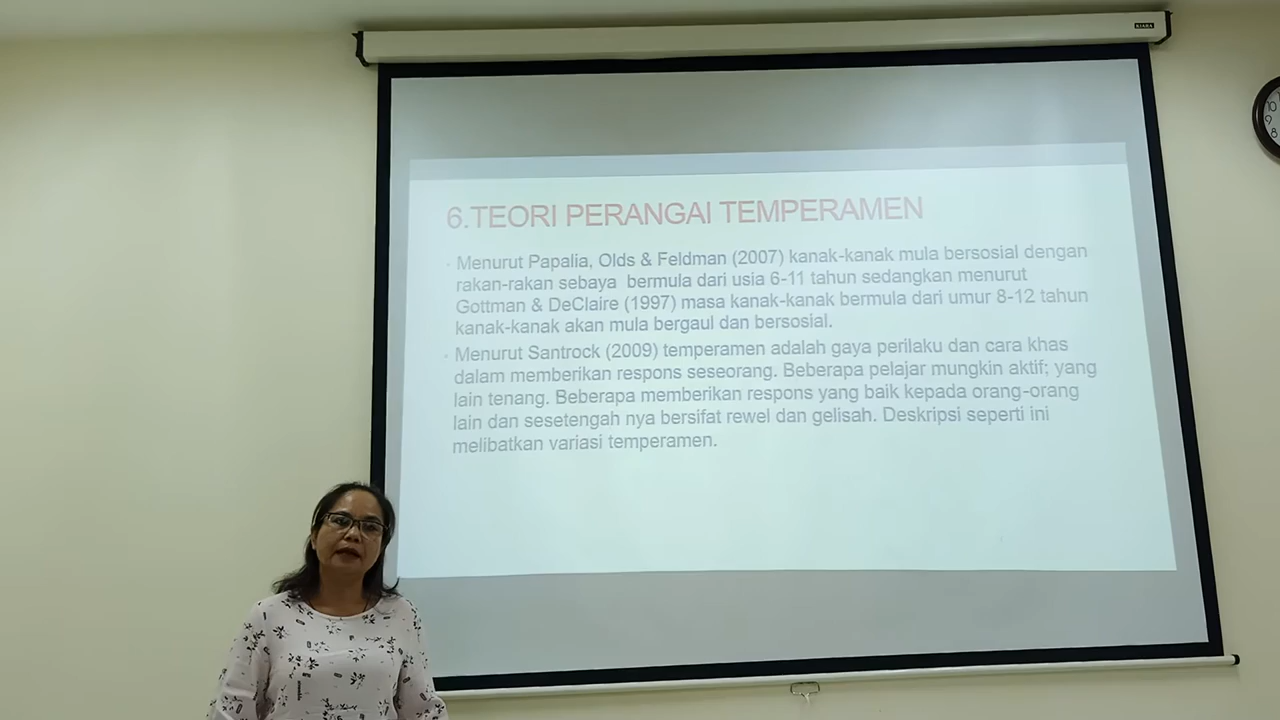 KIARA
6.TEORI PERANGAI TEMPERAMEN
Menurut Papalia, Olds & Feldman (2007) kanak-kanak mula bersosial dengan
rakan-rakan sebaya bermula dari usia 6-11 tahun sedangkan menurut
Gottman & DeClaire (1997) masa kanak-kanak bermula dari umur 8-12 tahun
kanak-kanak akan mula bergaul dan bersosial.
Menurut Santrock (2009) temperamen adalah gaya perilaku dan cara khas
dalam memberikan respons seseorang. Beberapa pelajar mungkin aktif; yang
lain tenang. Beberapa memberikan respons yang baik kepada orang-orang
lain dan sesetengah nya bersifat rewel dan gelisah. Deskripsi seperti ini
melibatkan variasi temperamen.
10
9
8